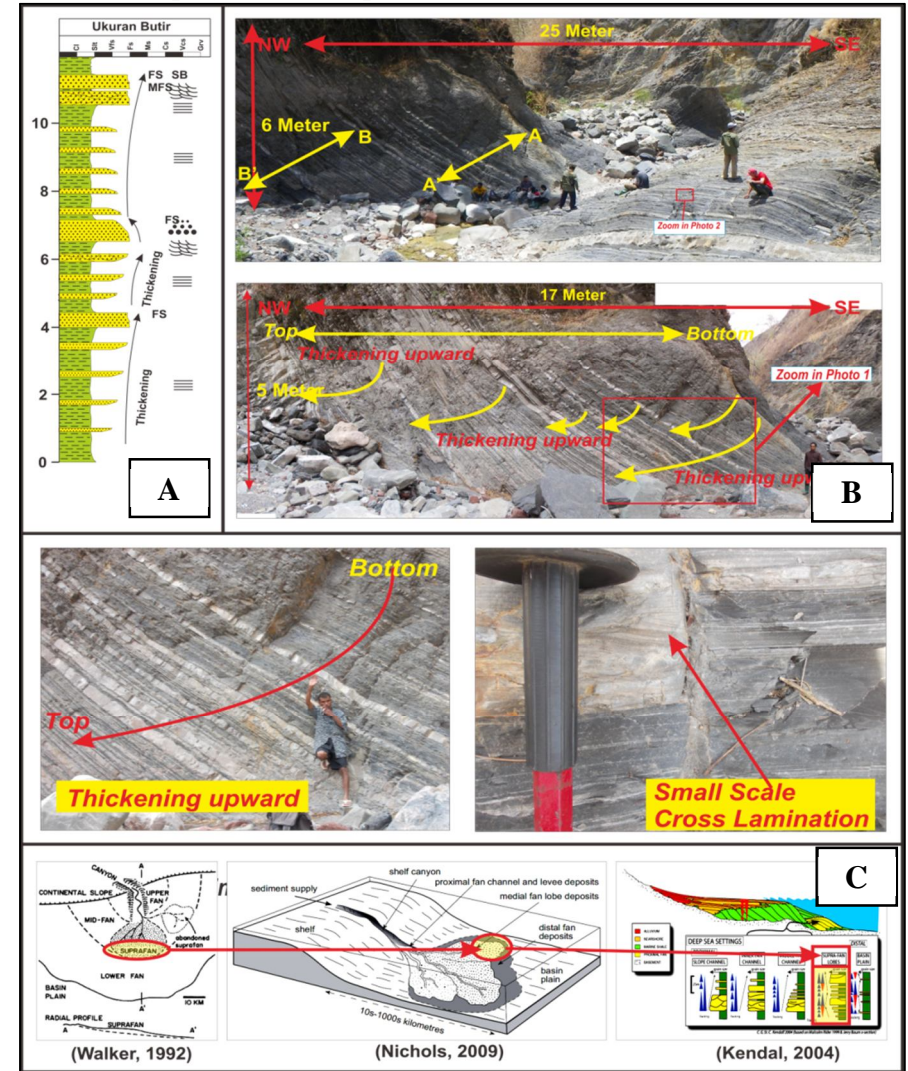 Ukuran Butir
Cl
Slt
Vfs
Fs
Ms
Cs
Vcs
Grv
FS SB
MFS
10
8
FS
6
Thickening
4
FS
2
Thickening
0
A
NW
25 Meter
SE
6 Meter
B
B'
A
A'
Zoom in Photo 2
NW
17 Meter
SE
Top
Bottom
Thickening upward
5 Meter
Zoom in Photo 1
Thickening upward
Thickening upw
B
Bottom
Top
Thickening upward
Small Scale
Cross Lamination
C
A
CANYON
CONTINENTAL SLOPE
UPPER
FAN
MID-FAN
abandoned
suprafan
SUPRAFAN
LOWER FAN
BASIN
PLAIN
10 KM
A'
RADIAL PROFILE
A
A'
SUPRAFAN
(Walker, 1992)
shelf canyon
sediment supply
proximal fan channel and levee deposits
medial fan lobe deposits
shelf
distal fan
deposits
basin
plain
10s-1000s kilometres
(Nichols, 2009)
DEEP SEA SETTINGS
DISTAL
SLOPE CHANNEL
CHANNEL
CHANNEL
SUPRA FAN
LOBES
BASIN
PLAIN
(Kendal, 2004)